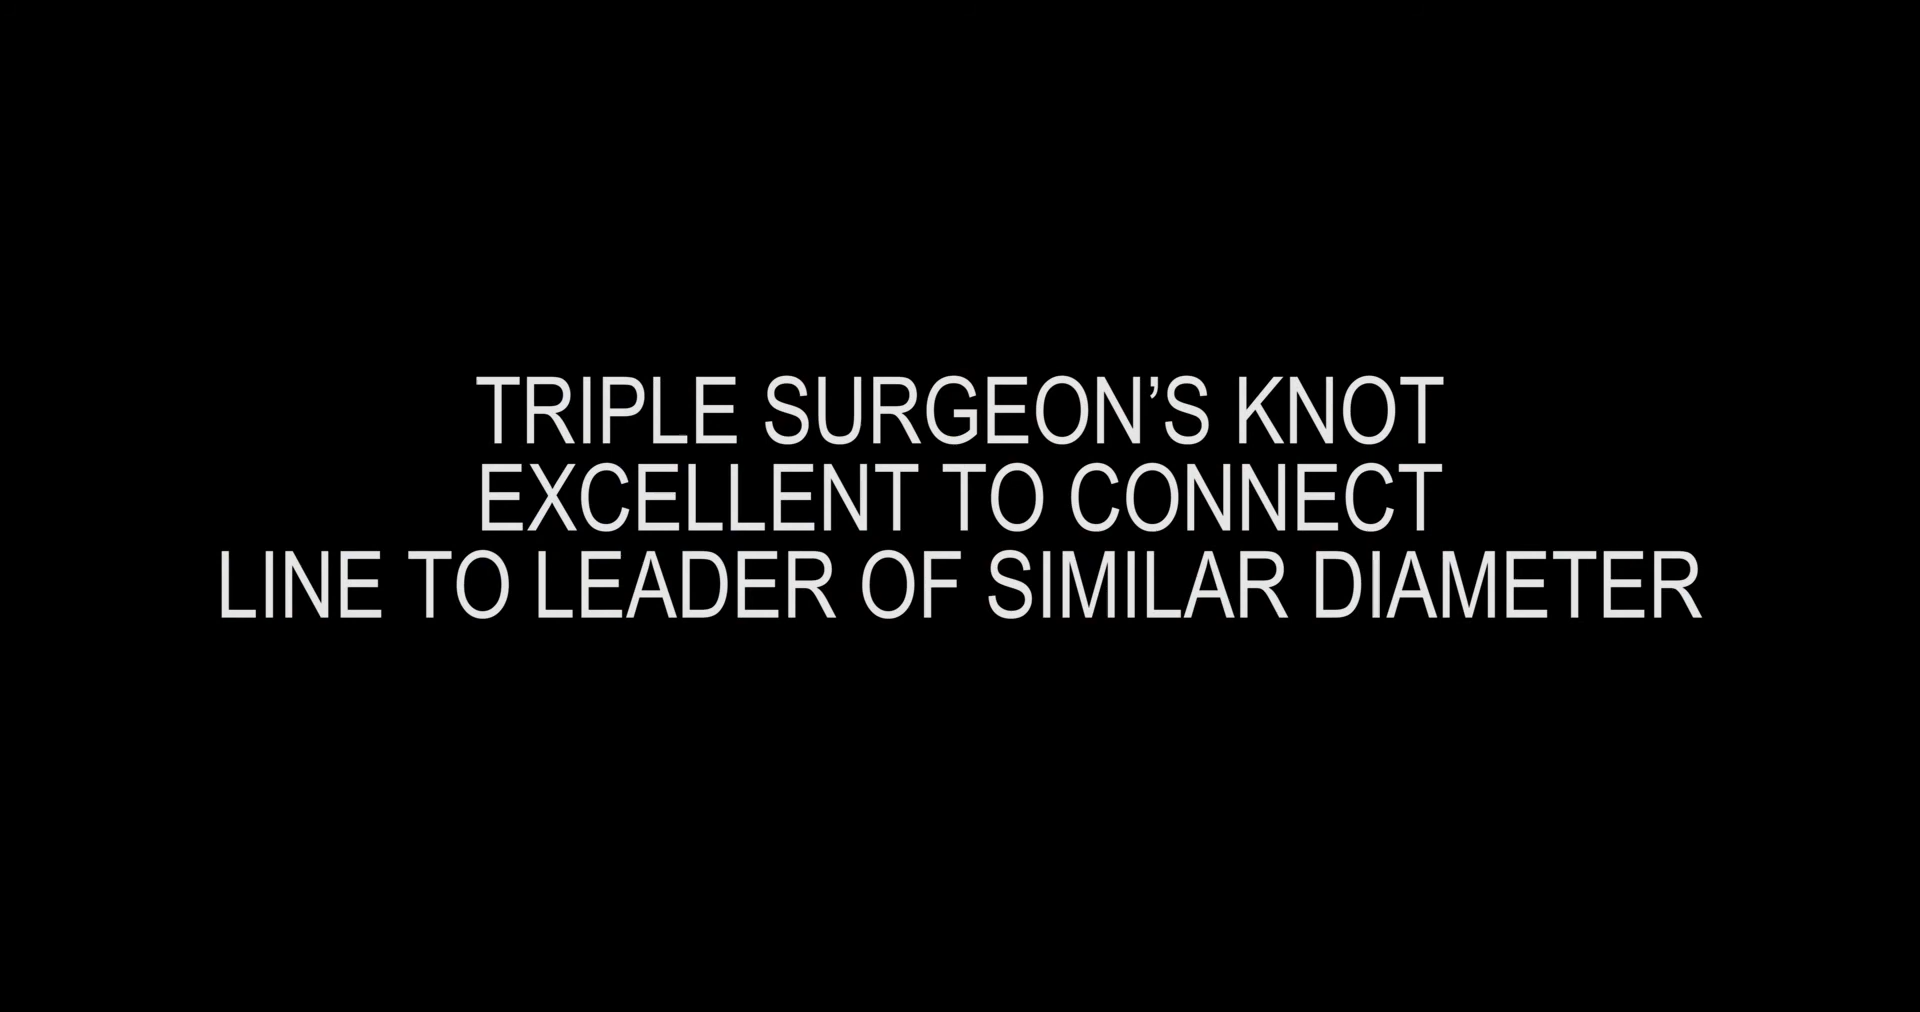 TRIPLE SURGEON’S KNOT
EXCELLENT TO CONNECT
LINE TO LEADER OF SIMILAR DIAMETER